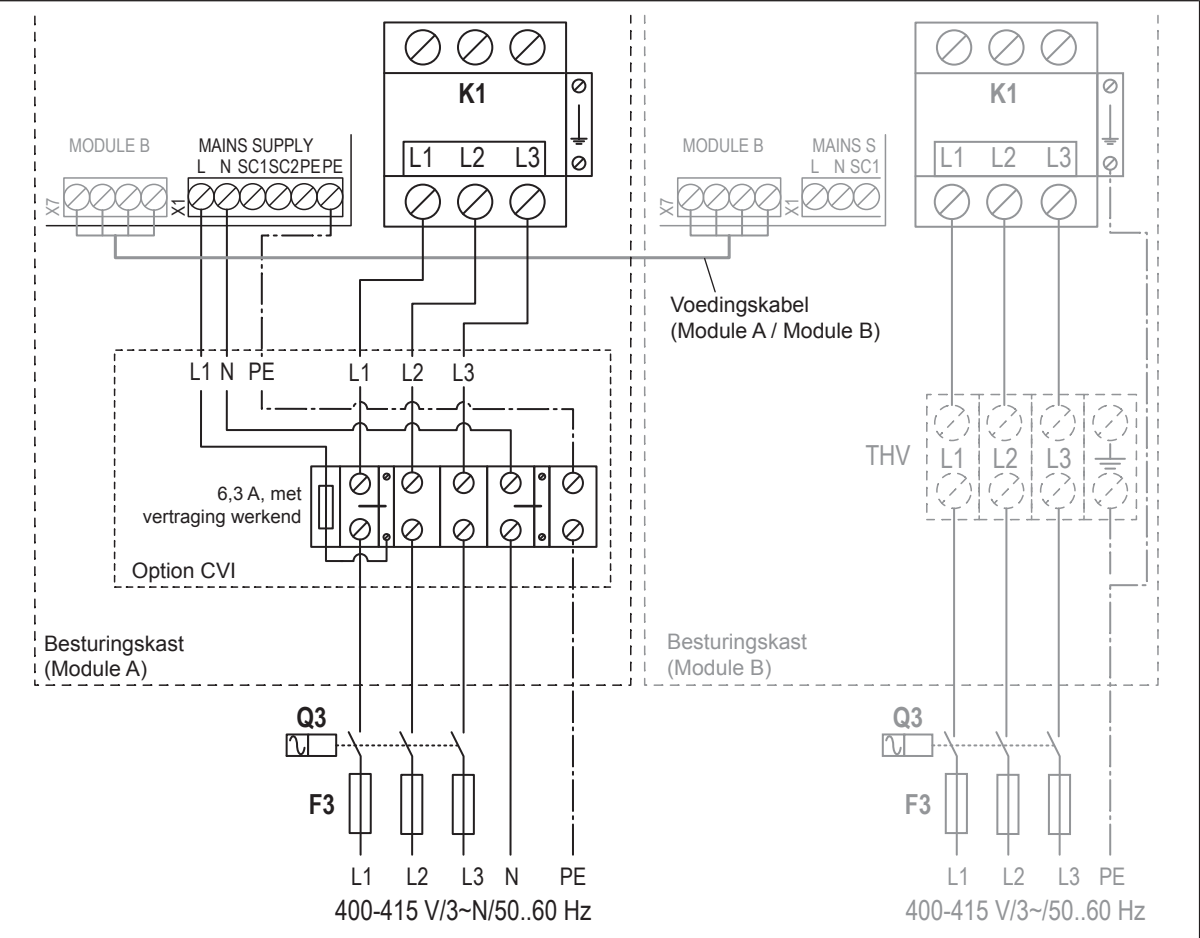 K1
K1
MODULE B
MAINS SUPPLY
L N SC1SC2PEPE
L1 L2 L3
X7
X1
MODULE B
MAINS S
L N SC1
L1 L2 L3
X7
X1
Voedingskabel
(Module A / Module B)
L1 N PE L1 L2 L3
THV
L1 L2 L3
6,3 A, met
vertraging werkend
Option CVI
Besturingskast
(Module A)
Besturingskast
(Module B)
Q3
F3
L1 L2 L3 N PE
400-415 V/3~N/50..60 Hz
Q3
F3
L1 L2 L3 PE
400-415 V/3~/50..60 Hz